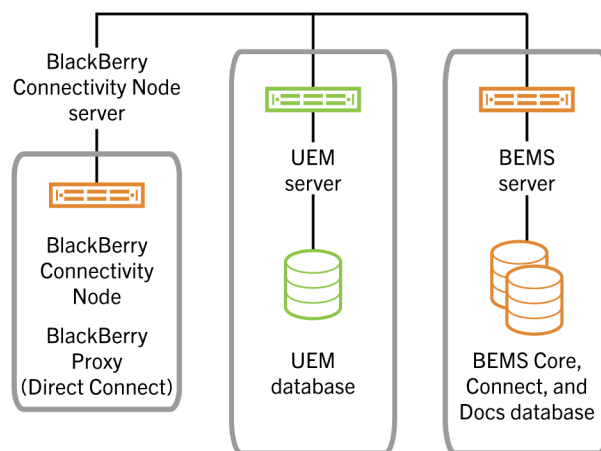 BlackBerry
Connectivity Node
server
BlackBerry
Connectivity
Node
BlackBerry
Proxy
(Direct Connect)
UEM
server
UEM
database
BEMS
server
BEMS Core,
Connect, and
Docs database